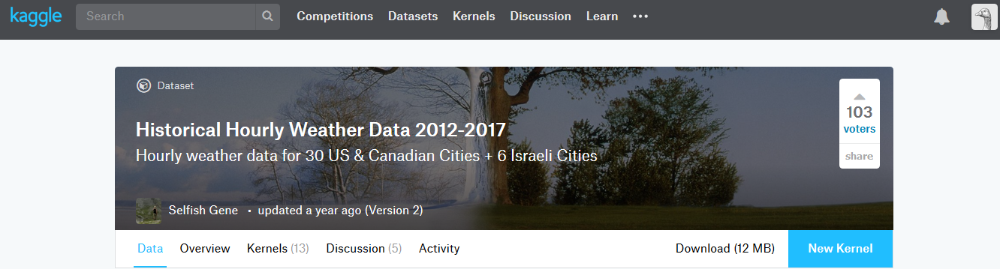 kaggle Search Competitions Datasets Kernels Discussion Learn
Dataset
103
voters
share
Historical Hourly Weather Data 2012-2017
Hourly weather data for 30 US & Canadian Cities + 6 Israeli Cities
Selfish Gene • updated a year ago (Version 2)
Data Overview Kernels (13) Discussion (5) Activity Download (12 MB) New Kernel